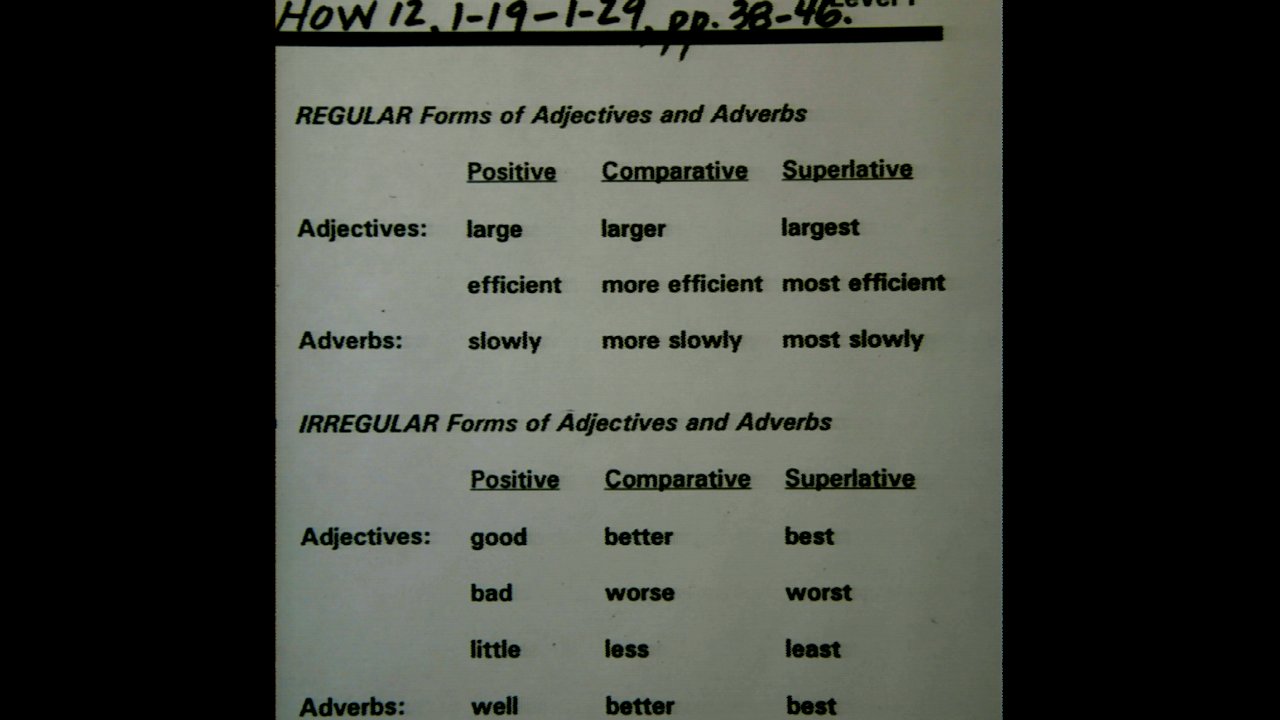 HOW 12, 1-19-1-29, pp. 38-46.
REGULAR Forms of Adjectives and Adverbs
Positive Comparative Superlative
Adjectives: large larger largest
efficient more efficient most efficient
Adverbs: slowly more slowly most slowly
IRREGULAR Forms of Adjectives and Adverbs
Positive Comparative Superlative
Adjectives: good better best
bad worse worst
little less least
Adverbs: well better best